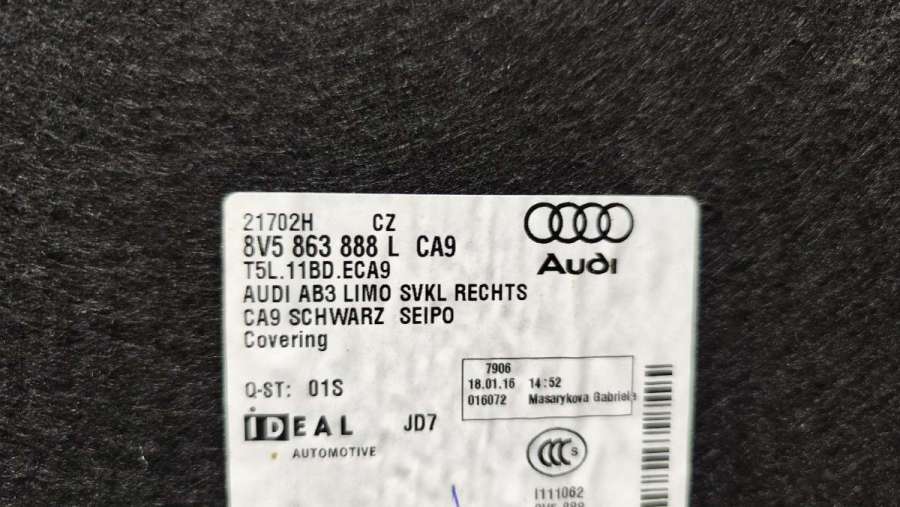 21702H CZ
8V5 863 888 L CA9
T5L.11BD.ECA9
AUDI AB3 LIMO SVKL RECHTS
CA9 SCHWARZ SEIPO
Covering
Audi
7906
18.01.16 14:52
016072 Masarykova Gabriela
Q-ST: 01S
iDEAL JD7
AUTOMOTIVE
CCC S
I111062